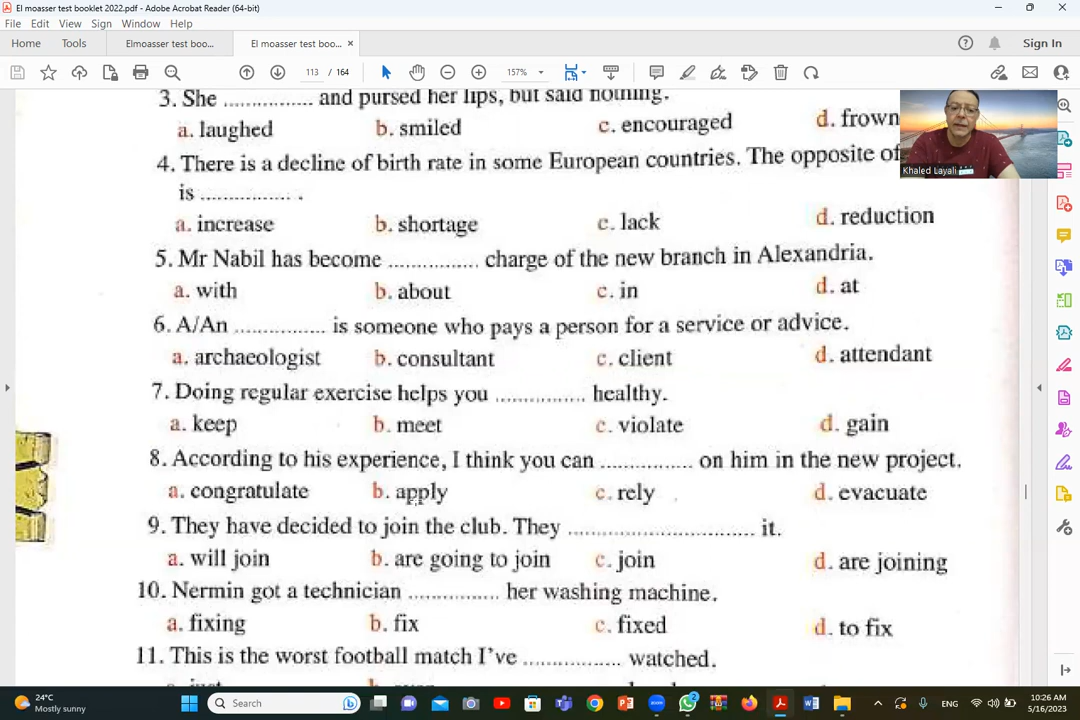 El moasser test booklet 2022.pdf - Adobe Acrobat Reader (64-bit)
File Edit View Sign Window Help
Home Tools Elmoasser test boo... El moasser test boo... × Sign In
113 / 164 157%
3. She ............... and pursed her lips, but said nothing.
a. laughed b. smiled c. encouraged d. frown
4. There is a decline of birth rate in some European countries. The opposite of
is ............... .
a. increase b. shortage c. lack d. reduction
5. Mr Nabil has become ............... charge of the new branch in Alexandria.
a. with b. about c. in d. at
6. A/An ............... is someone who pays a person for a service or advice.
a. archaeologist b. consultant c. client d. attendant
7. Doing regular exercise helps you ............... healthy.
a. keep b. meet c. violate d. gain
8. According to his experience, I think you can ............... on him in the new project.
a. congratulate b. apply c. rely d. evacuate
9. They have decided to join the club. They ............................... it.
a. will join b. are going to join c. join d. are joining
10. Nermin got a technician ............... her washing machine.
a. fixing b. fix c. fixed d. to fix
11. This is the worst football match I've ................ watched.
Khaled Layali
24°C
Mostly sunny
Search
2
ENG
10:26 AM
5/16/2023